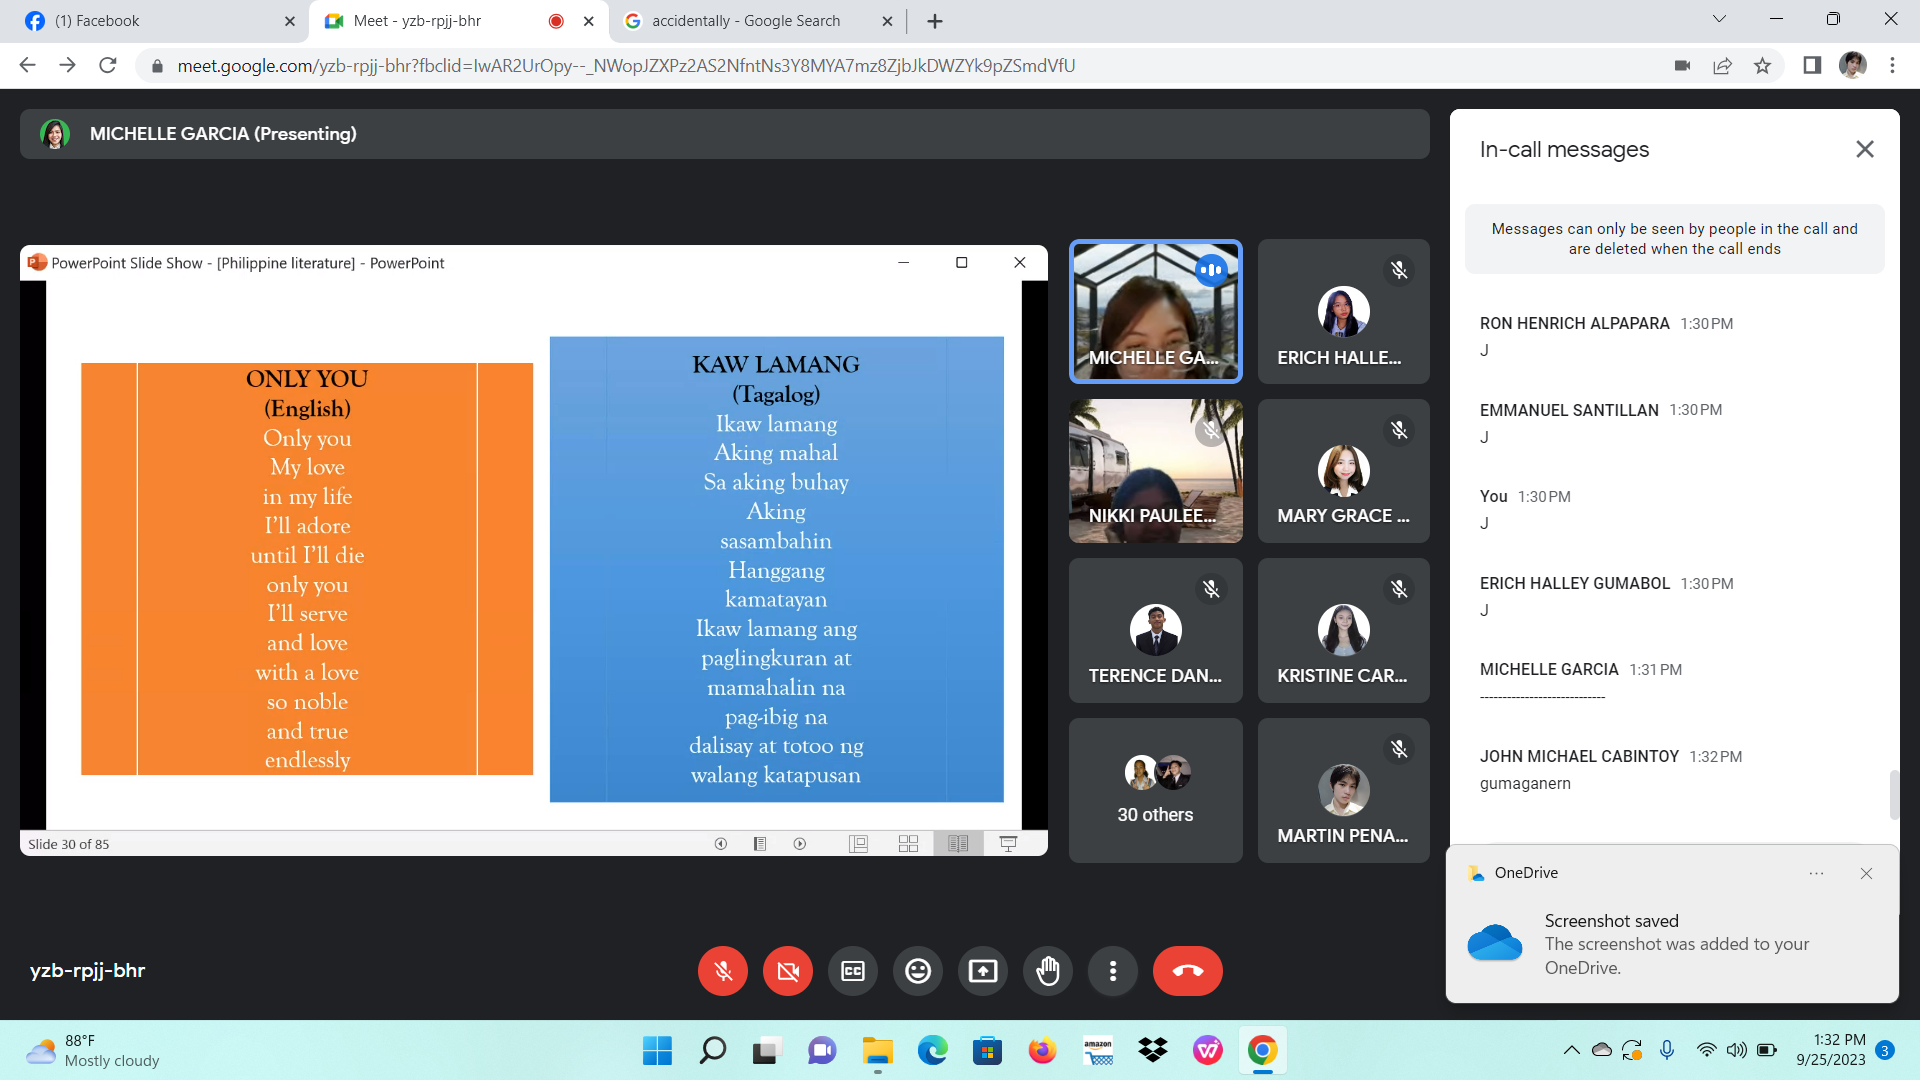 (1) Facebook
Meet - yzb-rpjj-bhr
accidentally - Google Search
meet.google.com/yzb-rpjj-bhr?fbclid=IwAR2UrOpy--_NWopJZXPz2AS2NfntNs3Y8MYA7mz8ZjbJkDWZYk9pZSmdVfU
MICHELLE GARCIA (Presenting)
PowerPoint Slide Show - [Philippine literature] - PowerPoint
ONLY YOU
(English)
Only you
My love
in my life
I'll adore
until I'll die
only you
I'll serve
and love
with a love
so noble
and true
endlessly
KAW LAMANG
(Tagalog)
Ikaw lamang
Aking mahal
Sa aking buhay
Aking
sasambahin
Hanggang
kamatayan
Ikaw lamang ang
paglingkuran at
mamahalin na
pag-ibig na
dalisay at totoo ng
walang katapusan
Slide 30 of 85
MICHELLE GA...
ERICH HALLE...
NIKKI PAULEE...
MARY GRACE ...
TERENCE DAN...
KRISTINE CAR...
30 others
MARTIN PENA...
In-call messages
Messages can only be seen by people in the call and
are deleted when the call ends
RON HENRICH ALPAPARA 1:30 PM
J
EMMANUEL SANTILLAN 1:30 PM
J
You 1:30 PM
J
ERICH HALLEY GUMABOL 1:30 PM
J
MICHELLE GARCIA 1:31 PM
----------------------------
JOHN MICHAEL CABINTOY 1:32 PM
gumaganern
OneDrive
Screenshot saved
The screenshot was added to your
OneDrive.
yzb-rpjj-bhr
CC
88°F
Mostly cloudy
amazon
1:32 PM
9/25/2023
3